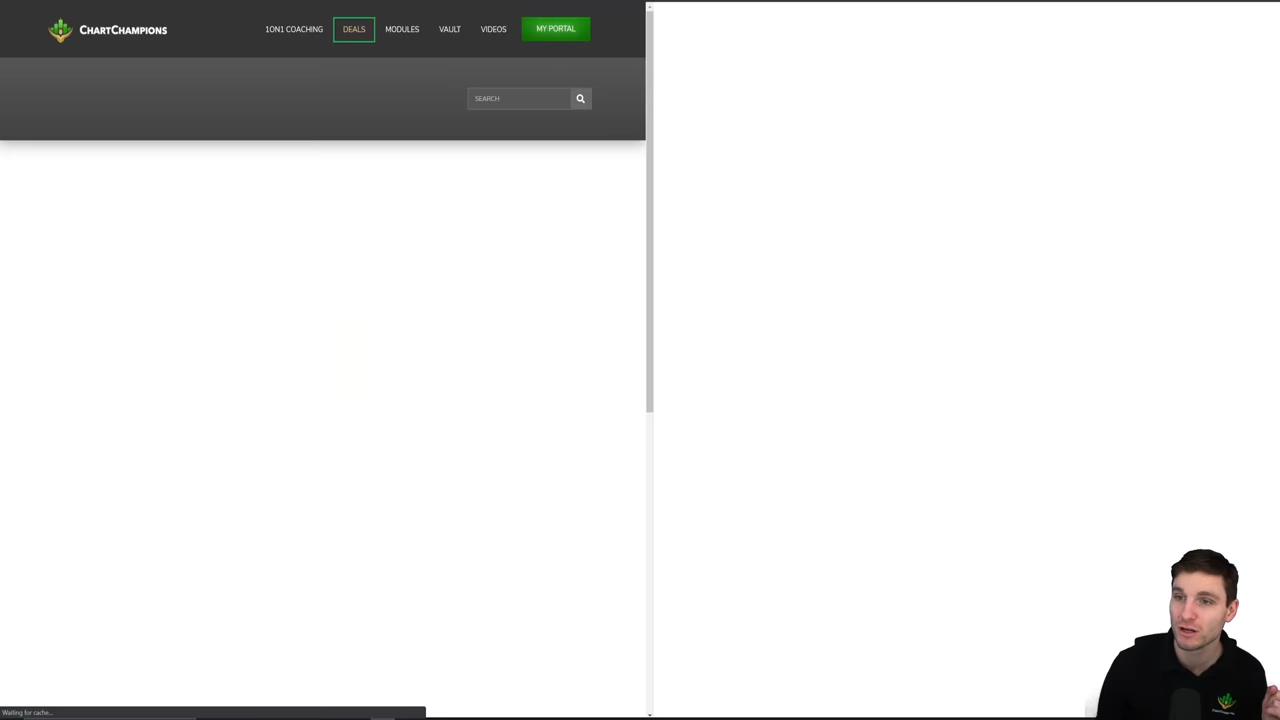 ChartChampions
1ON1 COACHING
DEALS
MODULES
VAULT
VIDEOS
MY PORTAL
SEARCH
Waiting for cache...